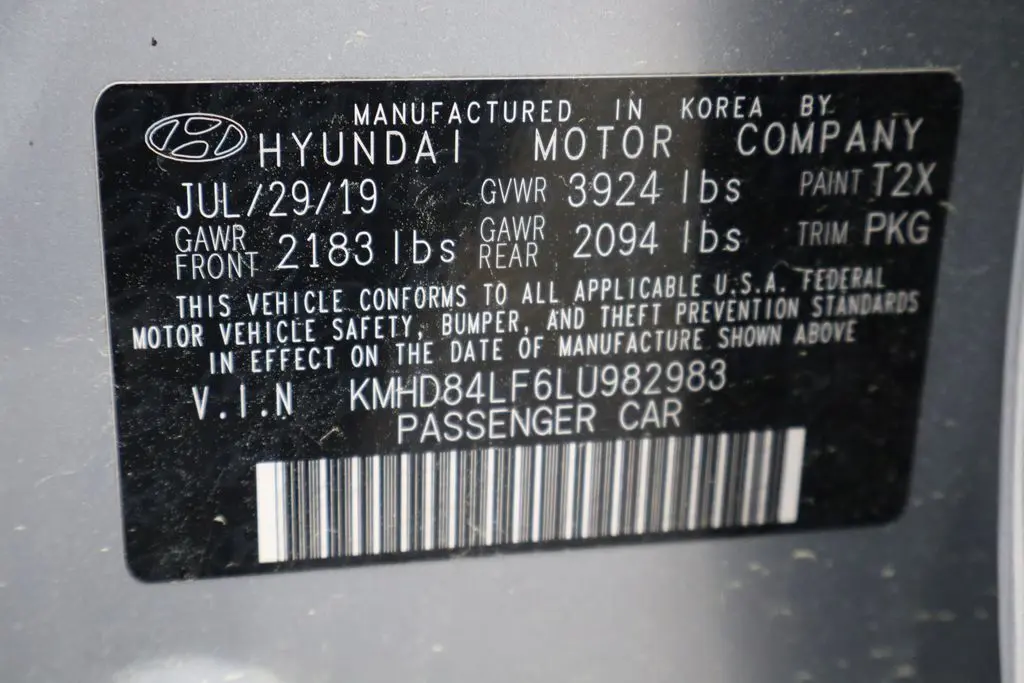 MANUFACTURED IN KOREA BY
HYUNDAI MOTOR COMPANY
JUL/29/19 GVWR 3924 lbs PAINT T2X
GAWR FRONT 2183 lbs GAWR REAR 2094 lbs TRIM PKG
THIS VEHICLE CONFORMS TO ALL APPLICABLE U.S.A. FEDERAL
MOTOR VEHICLE SAFETY, BUMPER, AND THEFT PREVENTION STANDARDS
IN EFFECT ON THE DATE OF MANUFACTURE SHOWN ABOVE
V.I.N KMHD84LF6LU982983
PASSENGER CAR